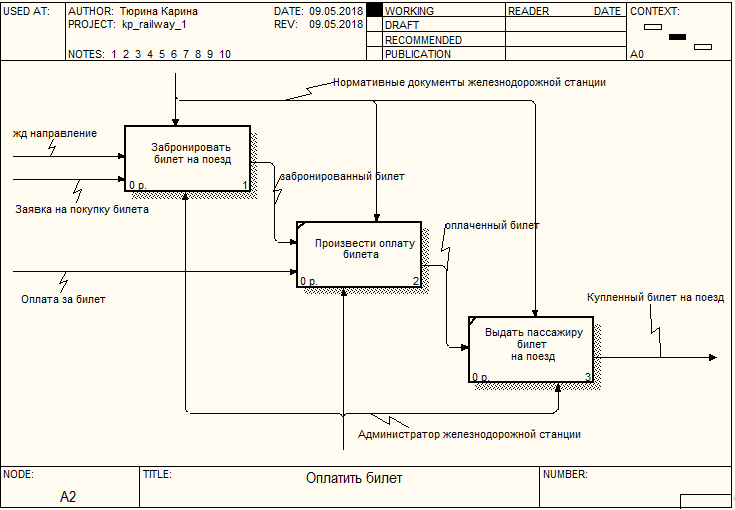 USED AT:
AUTHOR: Тюрина Карина
DATE: 09.05.2018
WORKING
READER
DATE
CONTEXT:
PROJECT: kp_railway_1
REV: 09.05.2018
DRAFT
RECOMMENDED
NOTES: 1 2 3 4 5 6 7 8 9 10
PUBLICATION
A0
Нормативные документы железнодорожной станции
жд направление
Забронировать
билет на поезд
0 р.
1
забронированный билет
Заявка на покупку билета
оплаченный билет
Произвести оплату
билета
0 р.
2
Оплата за билет
Купленный билет на поезд
Выдать пассажиру
билет
на поезд
0 р.
3
Администратор железнодорожной станции
NODE:
TITLE:
NUMBER:
A2
Оплатить билет